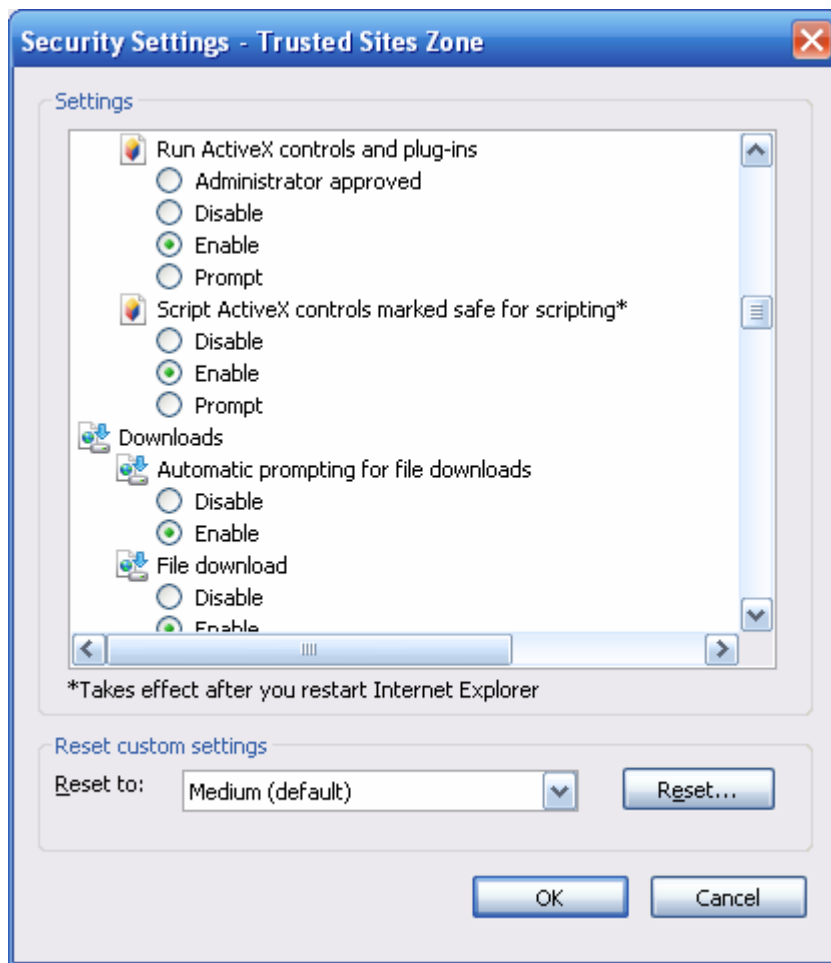 Security Settings - Trusted Sites Zone
Settings
Run ActiveX controls and plug-ins
Administrator approved
Disable
Enable
Prompt
Script ActiveX controls marked safe for scripting*
Disable
Enable
Prompt
Downloads
Automatic prompting for file downloads
Disable
Enable
File download
Disable
Enable
*Takes effect after you restart Internet Explorer
Reset custom settings
Reset to: Medium (default) Reset...
OK Cancel